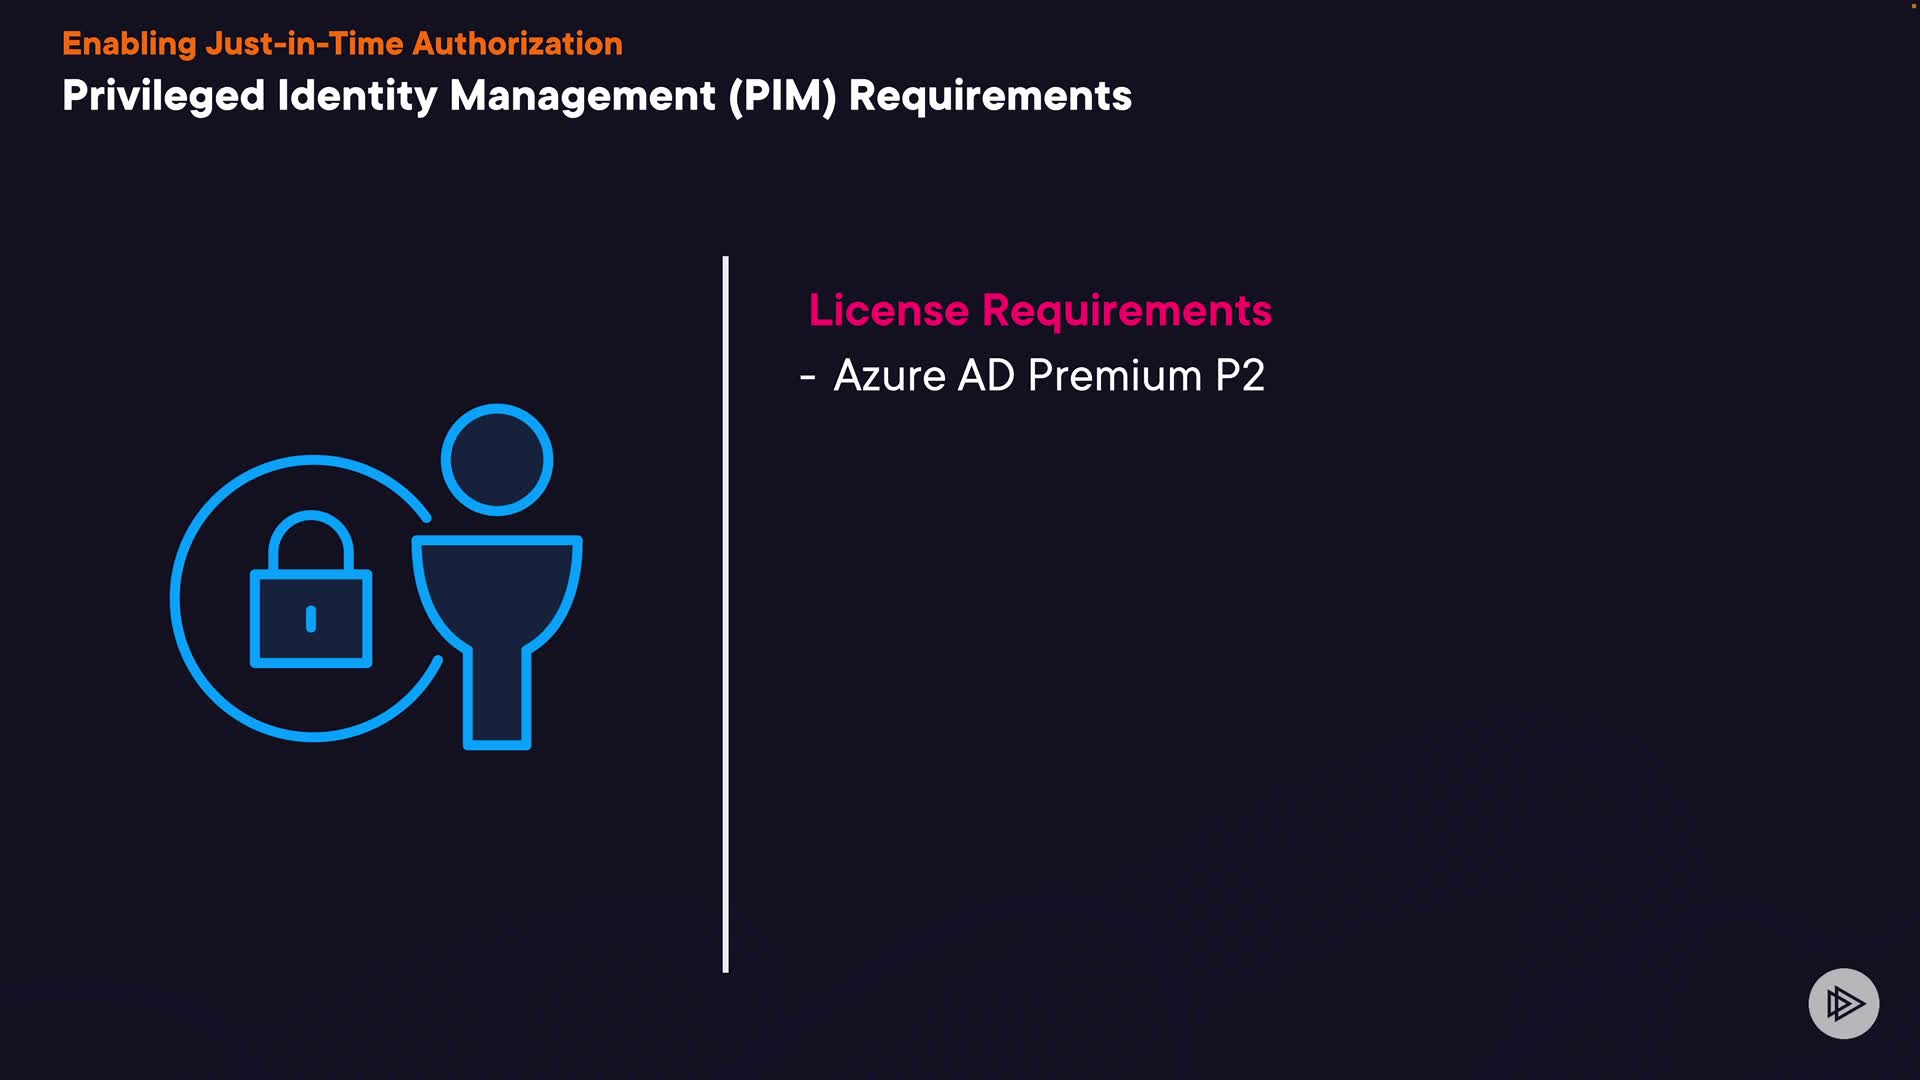 Enabling Just-in-Time Authorization
Privileged Identity Management (PIM) Requirements
License Requirements
- Azure AD Premium P2